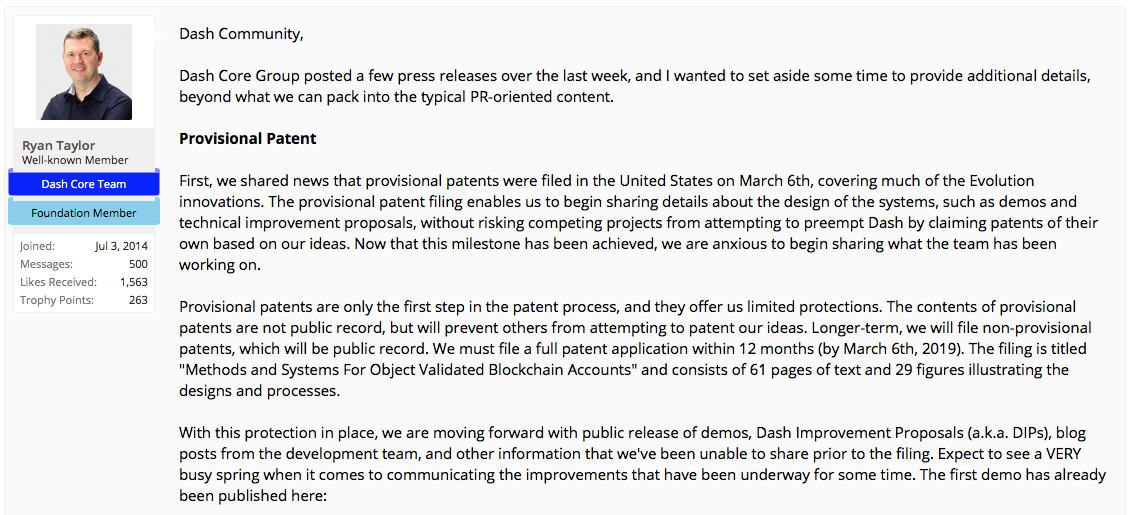 Dash Community,
Dash Core Group posted a few press releases over the last week, and I wanted to set aside some time to provide additional details,
beyond what we can pack into the typical PR-oriented content.
Provisional Patent
Ryan Taylor
Well-known Member
Dash Core Team
Foundation Member
Joined: Jul 3, 2014
Messages: 500
Likes Received: 1,563
Trophy Points: 263
First, we shared news that provisional patents were filed in the United States on March 6th, covering much of the Evolution
innovations. The provisional patent filing enables us to begin sharing details about the design of the systems, such as demos and
technical improvement proposals, without risking competing projects from attempting to preempt Dash by claiming patents of their
own based on our ideas. Now that this milestone has been achieved, we are anxious to begin sharing what the team has been
working on.
Provisional patents are only the first step in the patent process, and they offer us limited protections. The contents of provisional
patents are not public record, but will prevent others from attempting to patent our ideas. Longer-term, we will file non-provisional
patents, which will be public record. We must file a full patent application within 12 months (by March 6th, 2019). The filing is titled
"Methods and Systems For Object Validated Blockchain Accounts" and consists of 61 pages of text and 29 figures illustrating the
designs and processes.
With this protection in place, we are moving forward with public release of demos, Dash Improvement Proposals (a.k.a. DIPs), blog
posts from the development team, and other information that we've been unable to share prior to the filing. Expect to see a VERY
busy spring when it comes to communicating the improvements that have been underway for some time. The first demo has already
been published here: